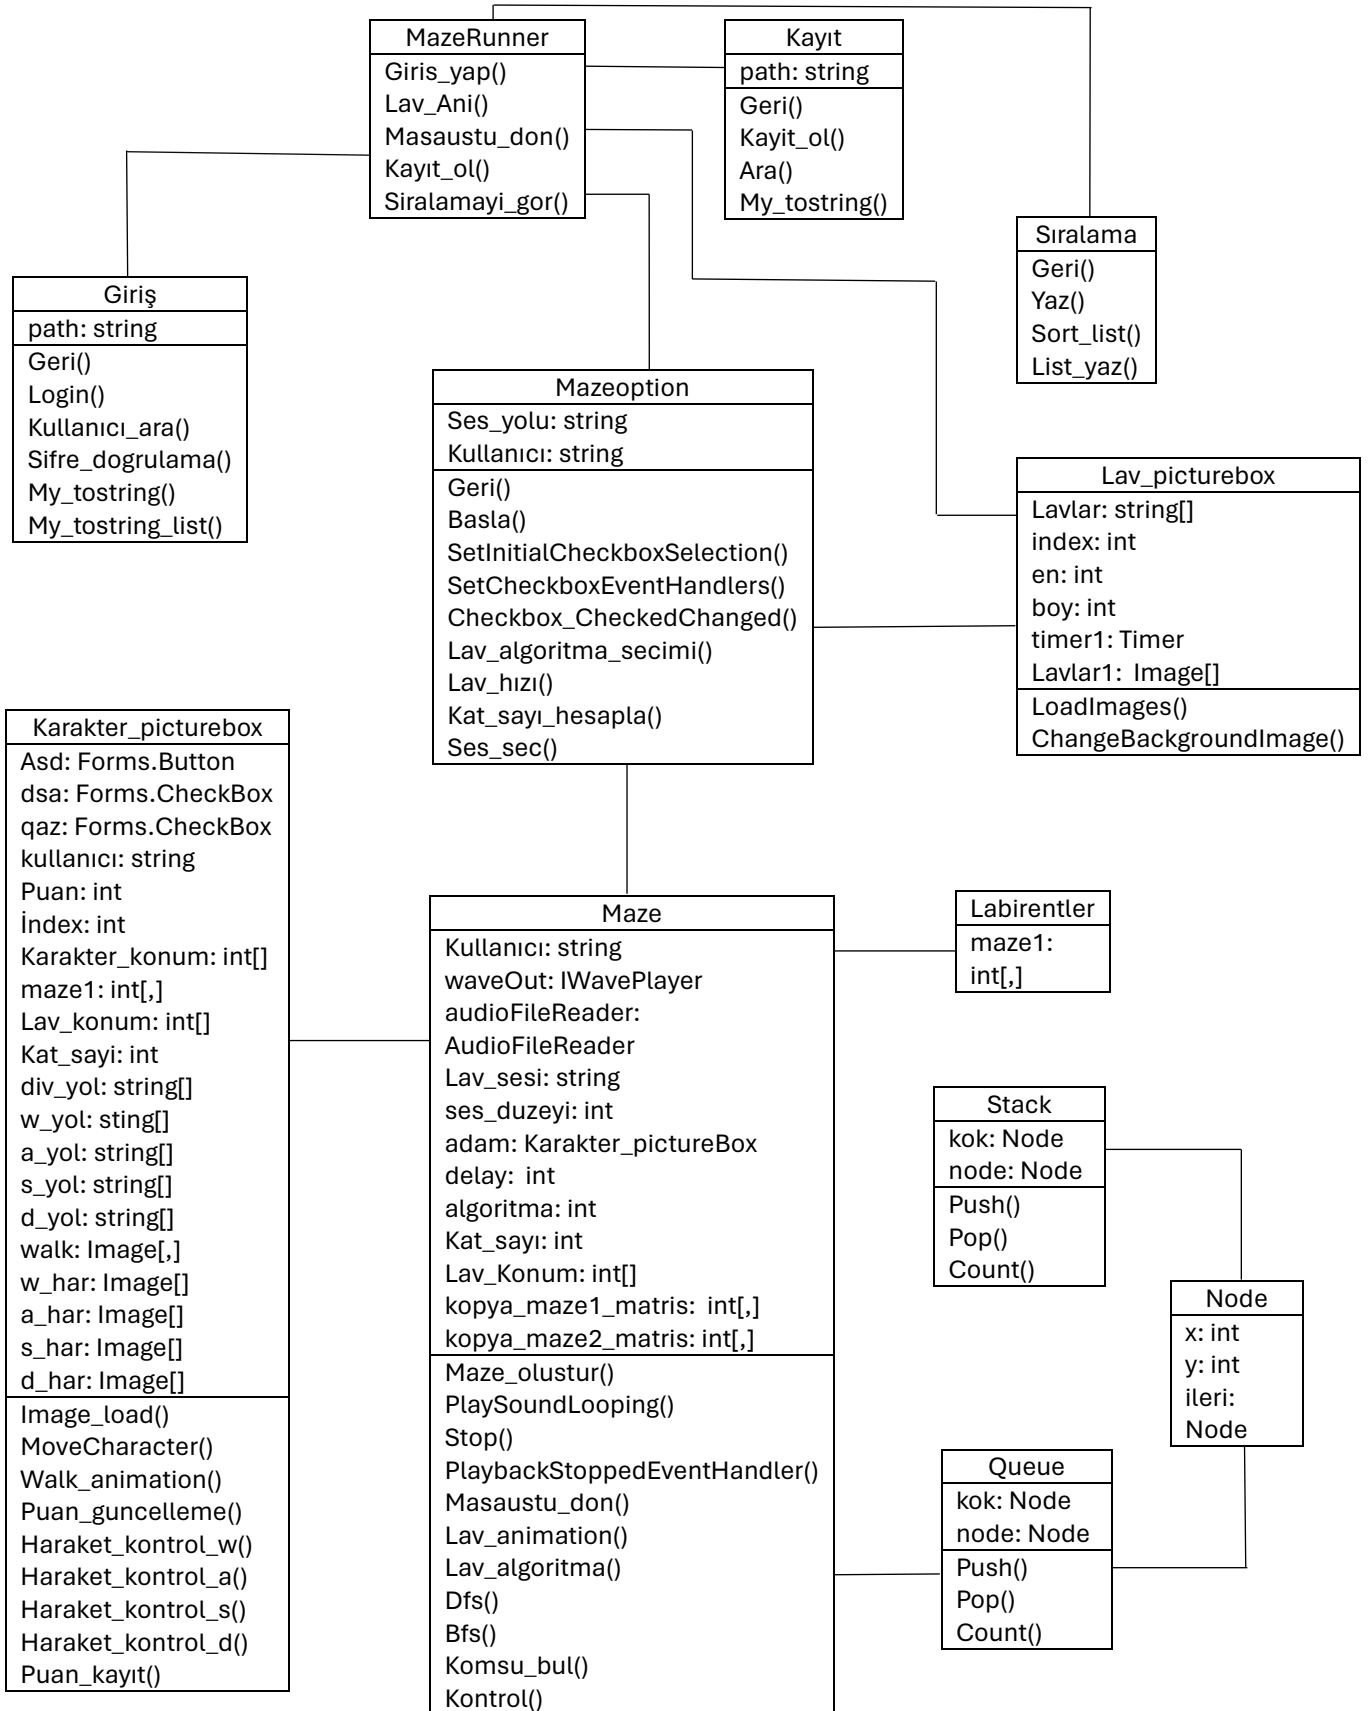 MazeRunner
Giris_yap()
Lav_Ani()
Masaustu_don()
Kayıt_ol()
Siralamayi_gor()
Kayıt
path: string
Geri()
Kayit_ol()
Ara()
My_tostring()
Sıralama
Geri()
Yaz()
Sort_list()
List_yaz()
Giriş
path: string
Geri()
Login()
Kullanıcı_ara()
Sifre_dogrulama()
My_tostring()
My_tostring_list()
Mazeoption
Ses_yolu: string
Kullanıcı: string
Geri()
Basla()
SetInitialCheckboxSelection()
SetCheckboxEventHandlers()
Checkbox_CheckedChanged()
Lav_algoritma_secimi()
Lav_hızı()
Kat_sayı_hesapla()
Ses_sec()
Lav_picturebox
Lavlar: string[]
index: int
en: int
boy: int
timer1: Timer
Lavlar1:  Image[]
LoadImages()
ChangeBackgroundImage()
Karakter_picturebox
Asd: Forms.Button
dsa: Forms.CheckBox
qaz: Forms.CheckBox
kullanıcı: string
Puan: int
İndex: int
Karakter_konum: int[]
maze1: int[,]
Lav_konum: int[]
Kat_sayi: int
div_yol: string[]
w_yol: sting[]
a_yol: string[]
s_yol: string[]
d_yol: string[]
walk: Image[,]
w_har: Image[]
a_har: Image[]
s_har: Image[]
d_har: Image[]
Image_load()
MoveCharacter()
Walk_animation()
Puan_guncelleme()
Haraket_kontrol_w()
Haraket_kontrol_a()
Haraket_kontrol_s()
Haraket_kontrol_d()
Puan_kayıt()
Maze
Kullanıcı: string
waveOut: IWavePlayer
audioFileReader:
AudioFileReader
Lav_sesi: string
ses_duzeyi: int
adam: Karakter_pictureBox
delay:  int
algoritma: int
Kat_sayı: int
Lav_Konum: int[]
kopya_maze1_matris:  int[,]
kopya_maze2_matris: int[,]
Maze_olustur()
PlaySoundLooping()
Stop()
PlaybackStoppedEventHandler()
Masaustu_don()
Lav_animation()
Lav_algoritma()
Dfs()
Bfs()
Komsu_bul()
Kontrol()
Labirentler
maze1:
int[,]
Stack
kok: Node
node: Node
Push()
Pop()
Count()
Node
x: int
y: int
ileri:
Node
Queue
kok: Node
node: Node
Push()
Pop()
Count()